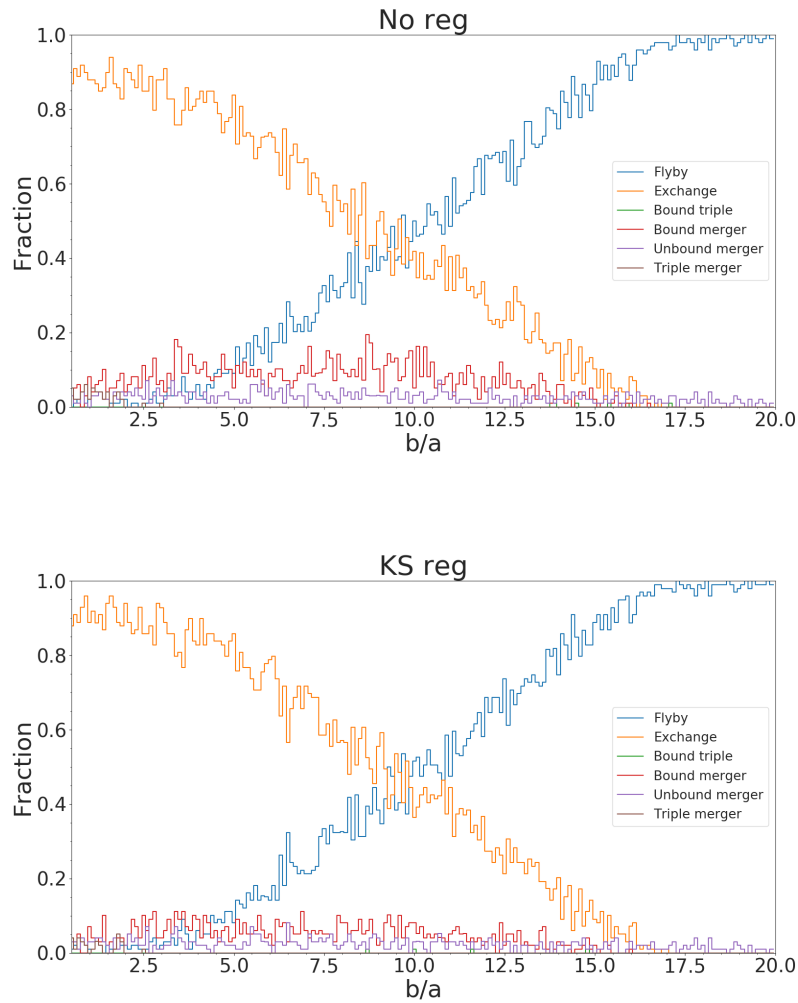 No reg
1.0
0.8
0.6
0.4
0.2
0.0
Fraction
Flyby
Exchange
Bound triple
Bound merger
Unbound merger
Triple merger
2.5 5.0 7.5 10.0 12.5 15.0 17.5 20.0
b/a
KS reg
1.0
0.8
0.6
0.4
0.2
0.0
Fraction
Flyby
Exchange
Bound triple
Bound merger
Unbound merger
Triple merger
2.5 5.0 7.5 10.0 12.5 15.0 17.5 20.0
b/a